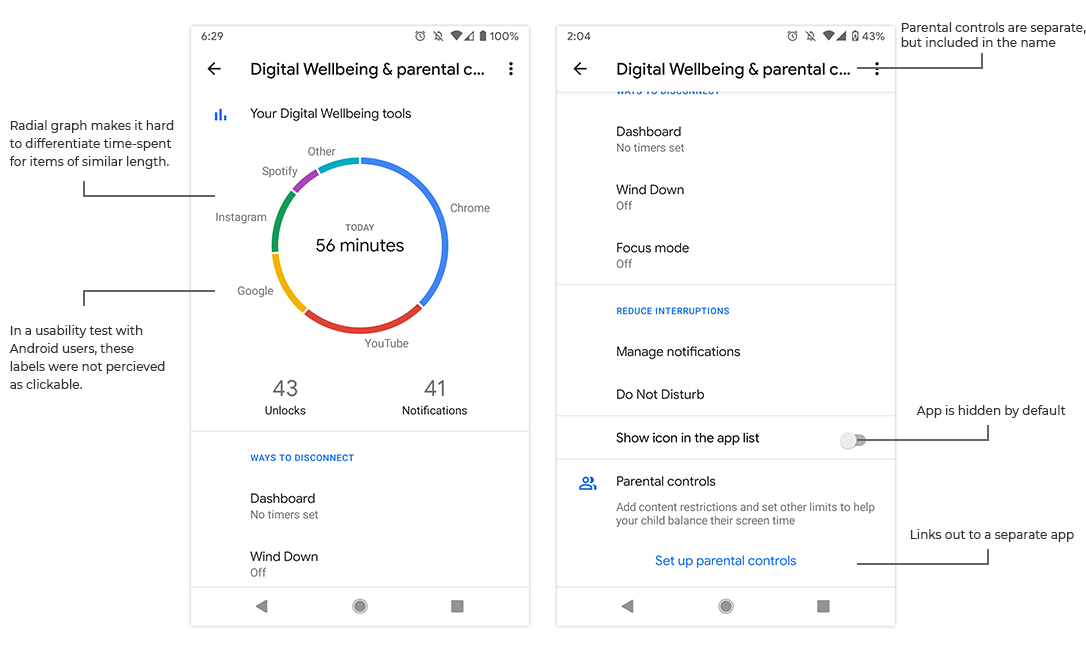 Radial graph makes it hard
to differentiate time-spent
for items of similar length.
In a usability test with
Android users, these
labels were not percieved
as clickable.
6:29
100%
Digital Wellbeing & parental c...
Your Digital Wellbeing tools
Other
Spotify
Chrome
Instagram
TODAY
56 minutes
Google
YouTube
43
41
Unlocks
Notifications
WAYS TO DISCONNECT
Dashboard
No timers set
Wind Down
Off
2:04
43%
Digital Wellbeing & parental c...
WAYS TO DISCONNECT
Dashboard
No timers set
Wind Down
Off
Focus mode
Off
REDUCE INTERRUPTIONS
Manage notifications
Do Not Disturb
Show icon in the app list
Parental controls
Add content restrictions and set other limits to help
your child balance their screen time
Set up parental controls
Parental controls are separate,
but included in the name
App is hidden by default
Links out to a separate app